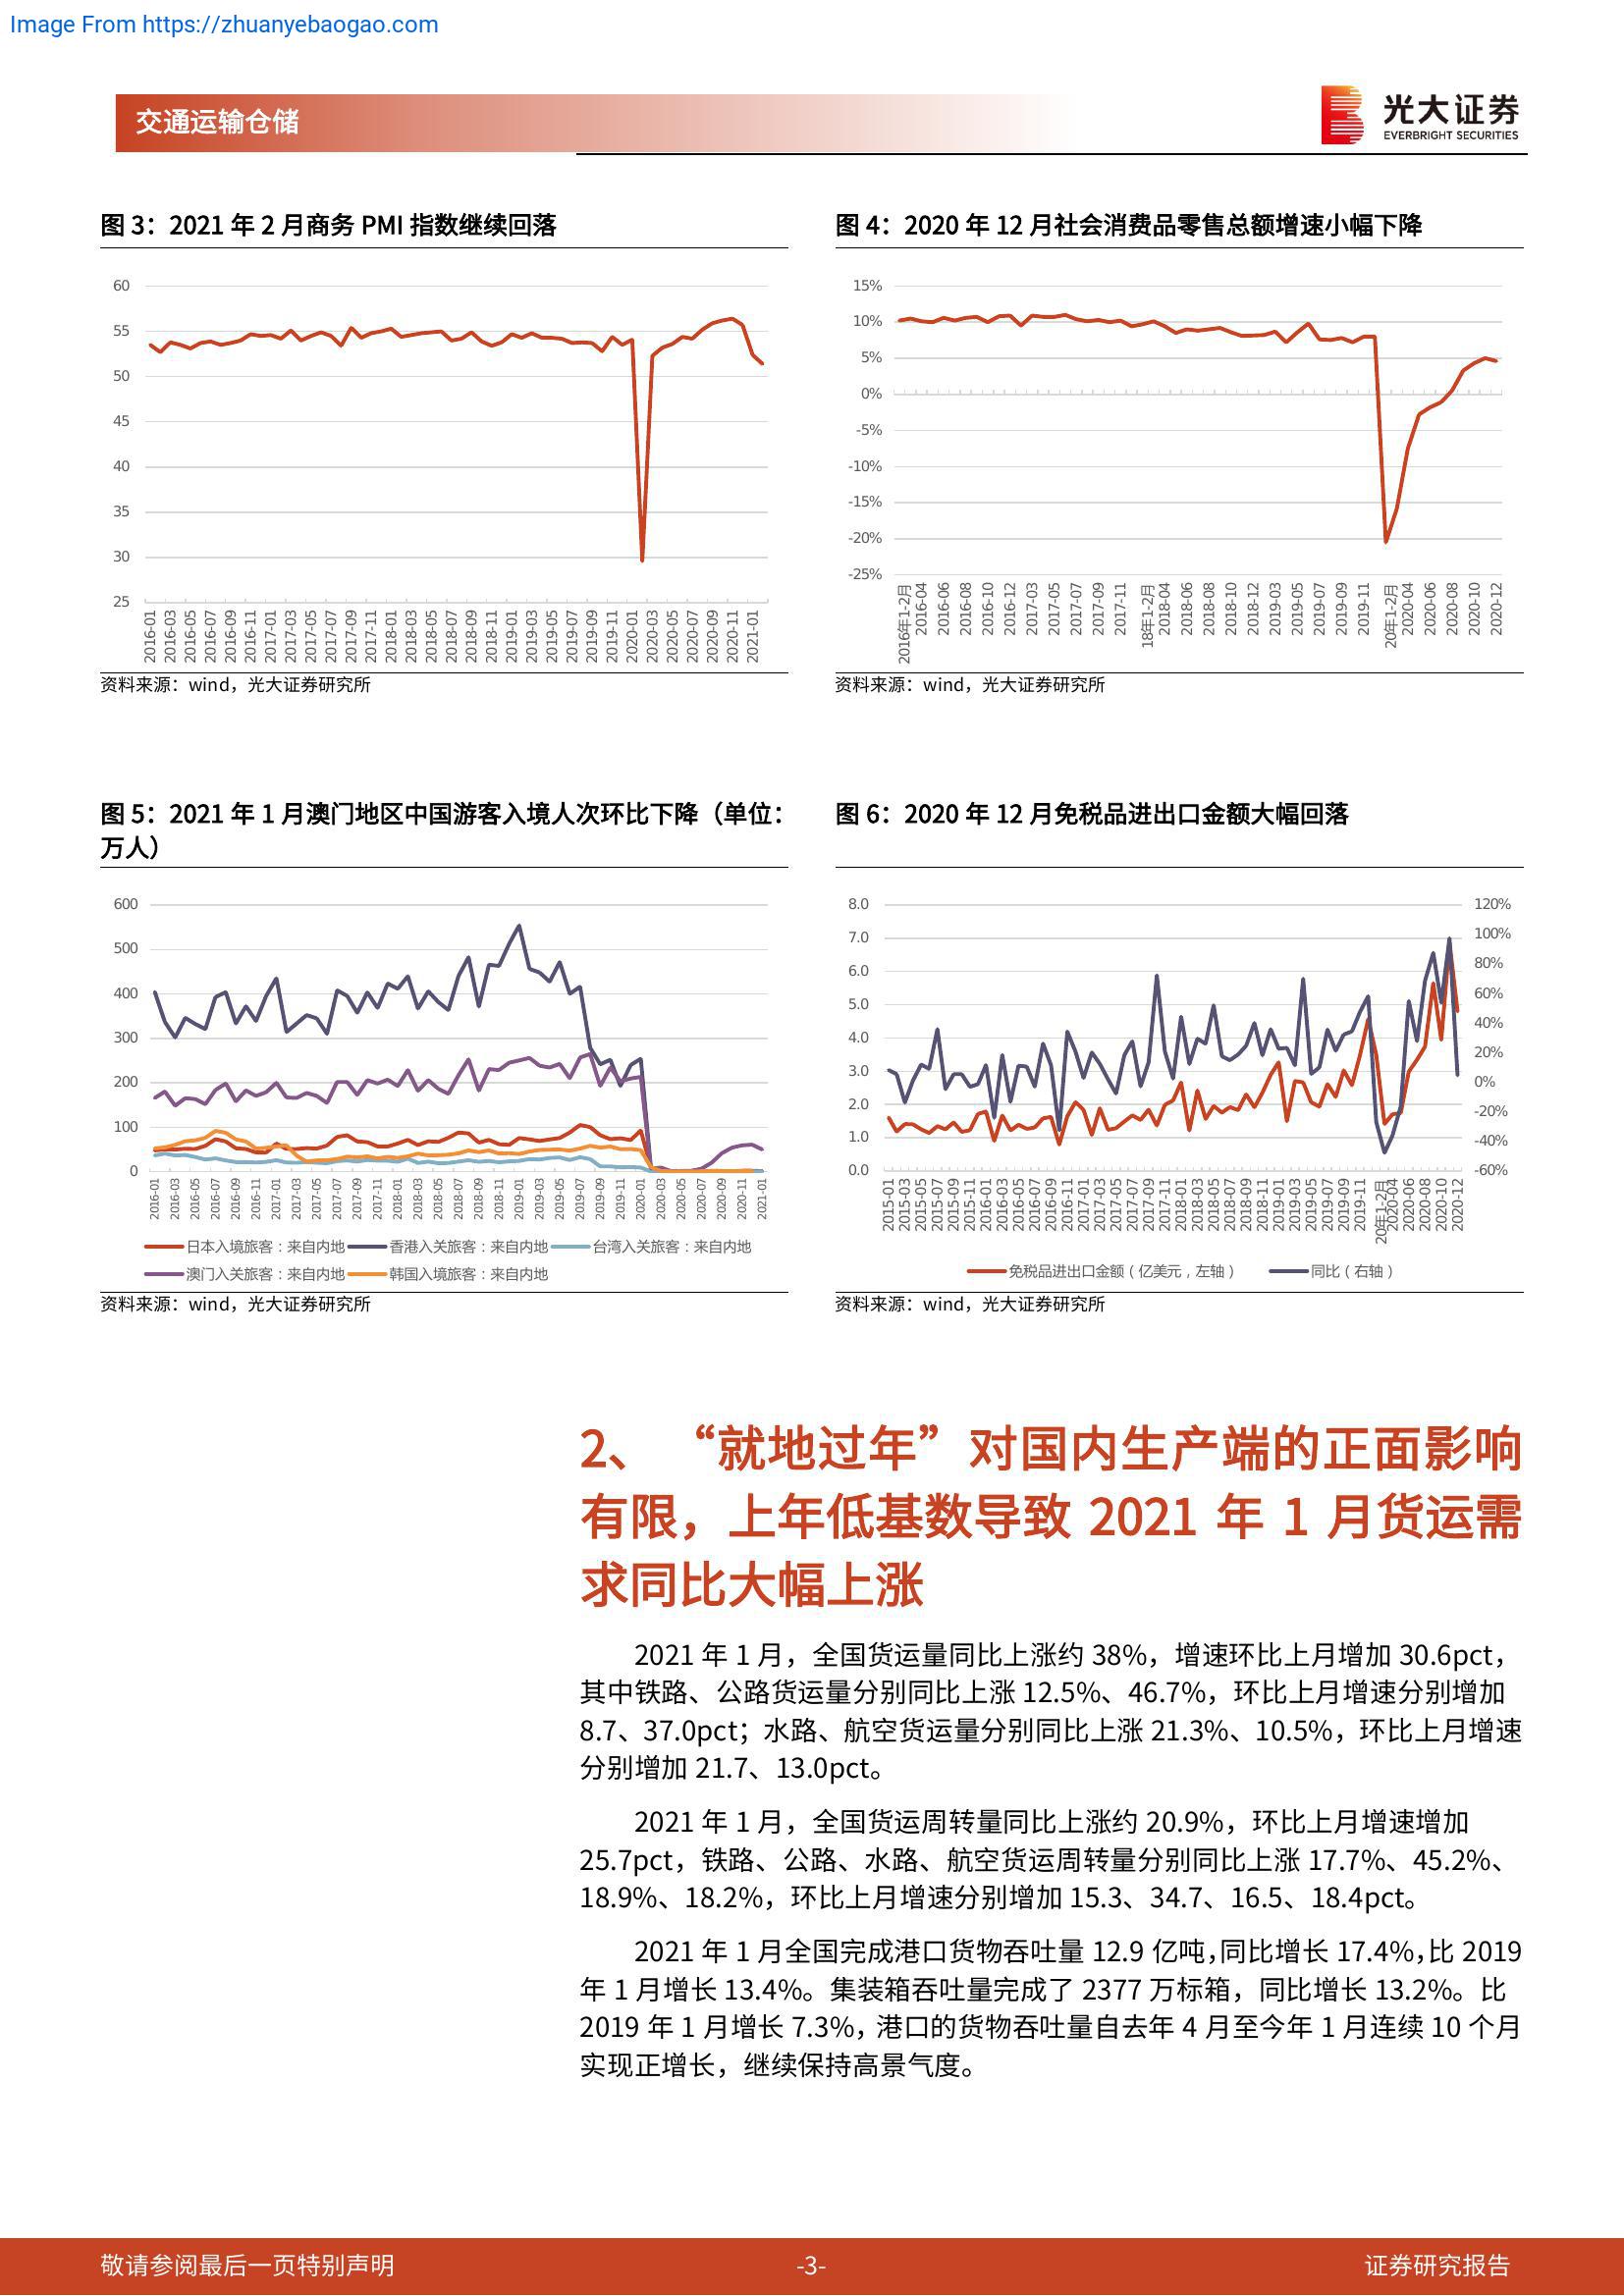 Image From https://zhuanyebaogao.com
交通运输仓储
光大证券
EVERBRIGHT SECURITIES
图 3：2021 年 2 月商务 PMI 指数继续回落
60
55
50
45
40
35
30
25
2016-01 2016-03 2016-05 2016-07 2016-09 2016-11 2017-01 2017-03 2017-05 2017-07 2017-09 2017-11 2018-01 2018-03 2018-05 2018-07 2018-09 2018-11 2019-01 2019-03 2019-05 2019-07 2019-09 2019-11 2020-01 2020-03 2020-05 2020-07 2020-09 2020-11 2021-01
资料来源：wind，光大证券研究所
图 4：2020 年 12 月社会消费品零售总额增速小幅下降
15%
10%
5%
0%
-5%
-10%
-15%
-20%
-25%
2016年1-2月 2016-04 2016-06 2016-08 2016-10 2016-12 2017-03 2017-05 2017-07 2017-09 2017-11 18年1-2月 2018-04 2018-06 2018-08 2018-10 2018-12 2019-03 2019-05 2019-07 2019-09 2019-11 20年1-2月 2020-04 2020-06 2020-08 2020-10 2020-12
资料来源：wind，光大证券研究所
图 5：2021 年 1 月澳门地区中国游客入境人次环比下降（单位：
万人）
600
500
400
300
200
100
0
2016-01 2016-03 2016-05 2016-07 2016-09 2016-11 2017-01 2017-03 2017-05 2017-07 2017-09 2017-11 2018-01 2018-03 2018-05 2018-07 2018-09 2018-11 2019-01 2019-03 2019-05 2019-07 2019-09 2019-11 2020-01 2020-03 2020-05 2020-07 2020-09 2020-11 2021-01
日本入境旅客：来自内地 香港入关旅客：来自内地 台湾入关旅客：来自内地
澳门入关旅客：来自内地 韩国入境旅客：来自内地
资料来源：wind，光大证券研究所
图 6：2020 年 12 月免税品进出口金额大幅回落
8.0
7.0
6.0
5.0
4.0
3.0
2.0
1.0
0.0
120%
100%
80%
60%
40%
20%
0%
-20%
-40%
-60%
2015-01 2015-03 2015-05 2015-07 2015-09 2015-11 2016-01 2016-03 2016-05 2016-07 2016-09 2016-11 2017-01 2017-03 2017-05 2017-07 2017-09 2017-11 2018-01 2018-03 2018-05 2018-07 2018-09 2018-11 2019-01 2019-03 2019-05 2019-07 2019-09 2019-11 20年1-2月 2020-04 2020-06 2020-08 2020-10 2020-12
免税品进出口金额（亿美元，左轴） 同比（右轴）
资料来源：wind，光大证券研究所
2、 “就地过年”对国内生产端的正面影响
有限，上年低基数导致 2021 年 1 月货运需
求同比大幅上涨
2021 年 1 月，全国货运量同比上涨约 38%，增速环比上月增加 30.6pct，
其中铁路、公路货运量分别同比上涨 12.5%、46.7%，环比上月增速分别增加
8.7、37.0pct；水路、航空货运量分别同比上涨 21.3%、10.5%，环比上月增速
分别增加 21.7、13.0pct。
2021 年 1 月，全国货运周转量同比上涨约 20.9%，环比上月增速增加
25.7pct，铁路、公路、水路、航空货运周转量分别同比上涨 17.7%、45.2%、
18.9%、18.2%，环比上月增速分别增加 15.3、34.7、16.5、18.4pct。
2021 年 1 月全国完成港口货物吞吐量 12.9 亿吨，同比增长 17.4%，比 2019
年 1 月增长 13.4%。集装箱吞吐量完成了 2377 万标箱，同比增长 13.2%。比
2019 年 1 月增长 7.3%，港口的货物吞吐量自去年 4 月至今年 1 月连续 10 个月
实现正增长，继续保持高景气度。
敬请参阅最后一页特别声明
-3-
证券研究报告